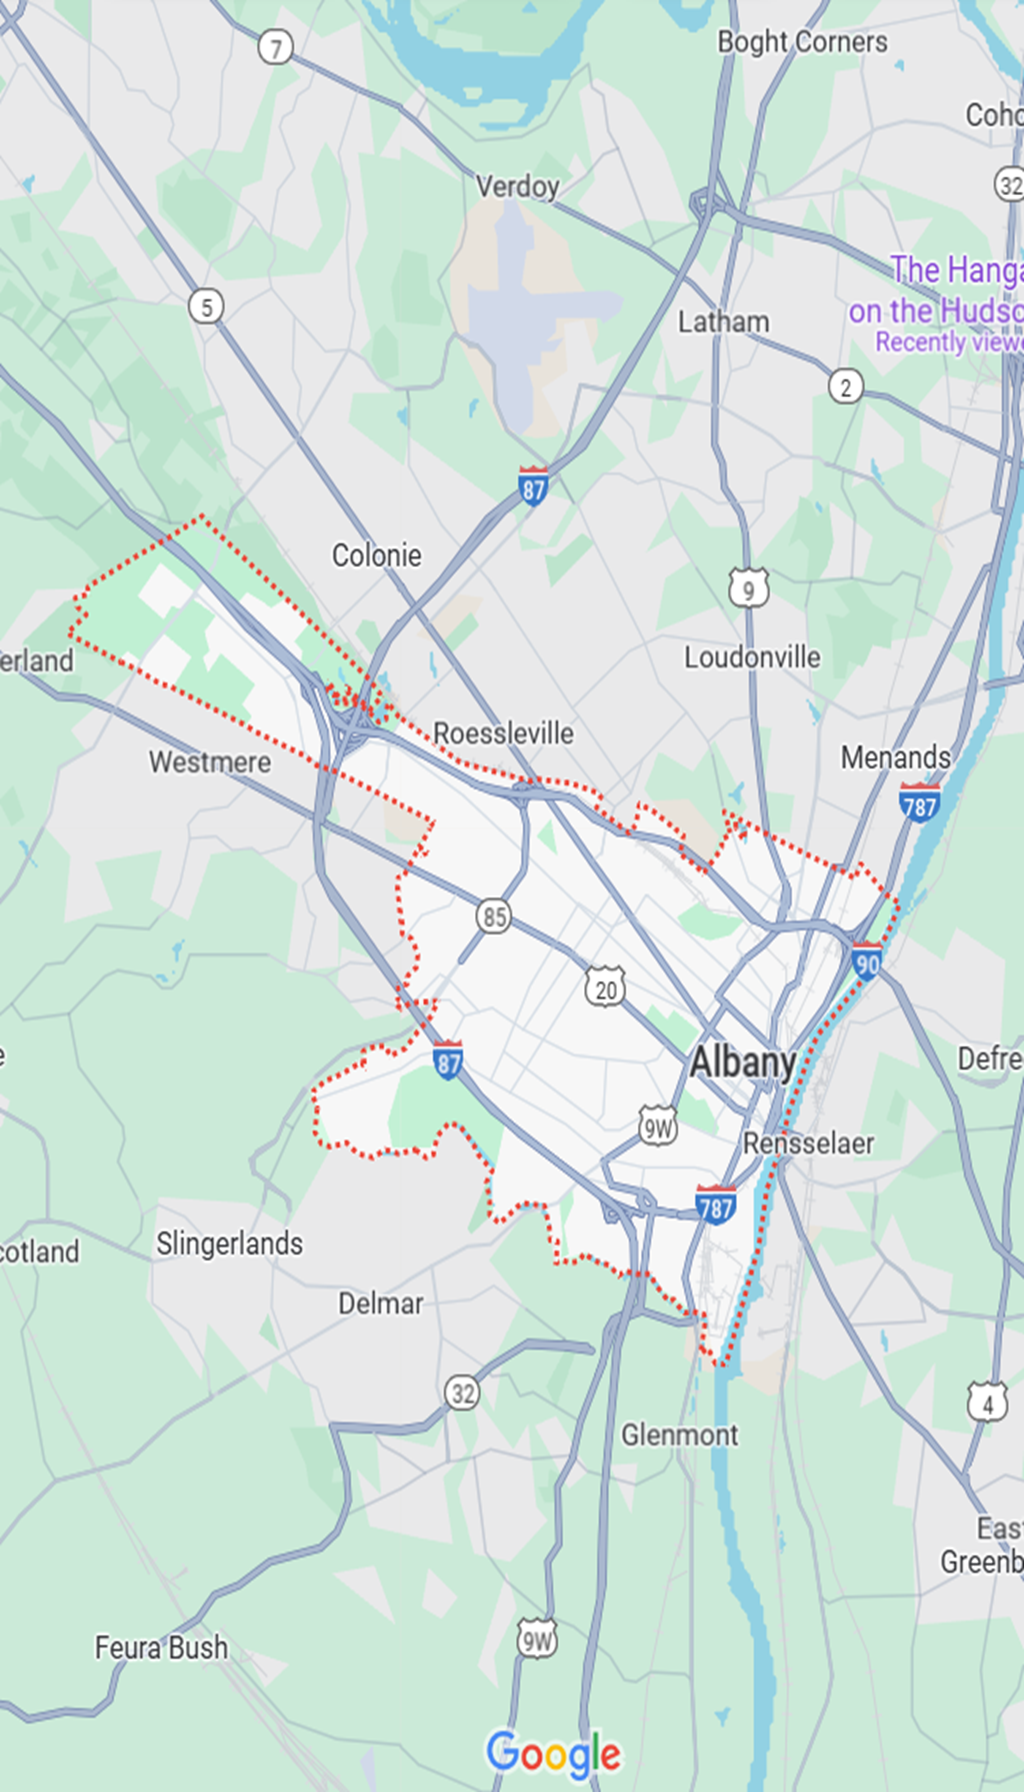 Boght Corners
7
Coho
Verdoy
32
The Hanga
on the Hudso
Recently viewe
5
Latham
2
87
Colonie
9
erland
Loudonville
Roessleville
Westmere
Menands
787
85
90
20
e
87
Albany
Defre
9W
Rensselaer
787
Slingerlands
cotland
Delmar
32
4
Glenmont
East
Greenb
9W
Feura Bush
Google